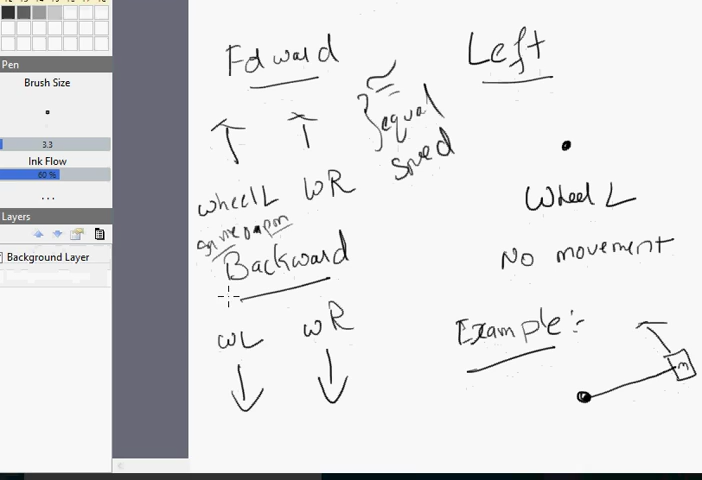 Pen
Brush Size
3.3
Ink Flow
60 %
...
Layers
Background Layer
Fdward
equal
speed
wheel L WR
Backward
WL WR
Left
Wheel L
No movement
Example :-
m